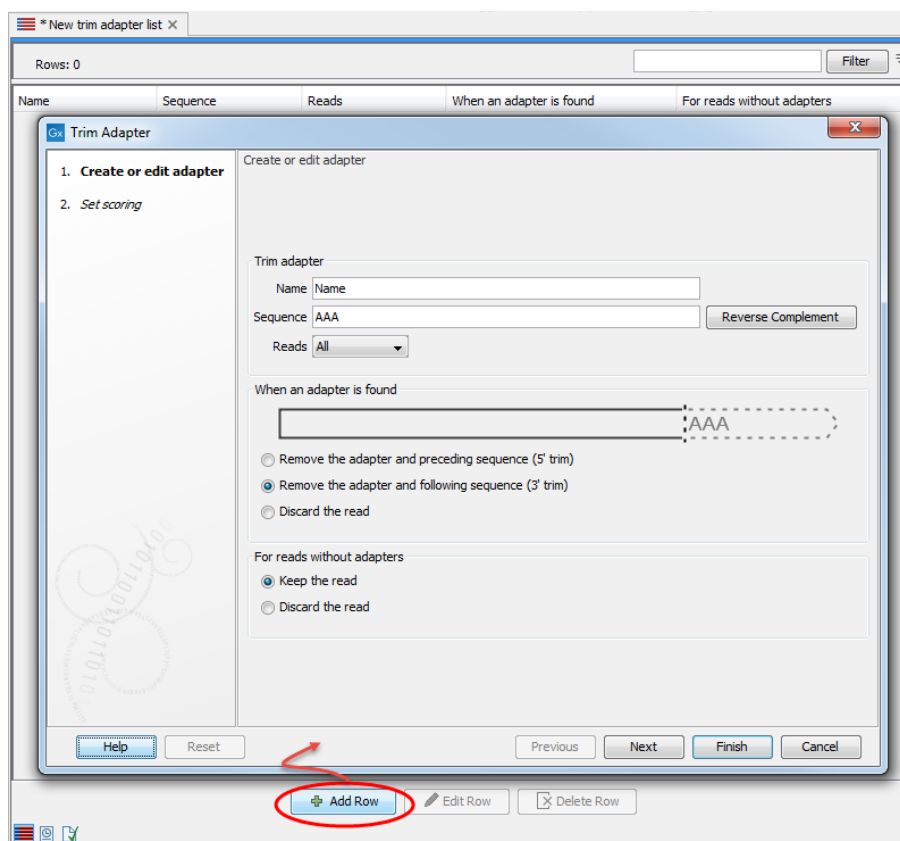 * New trim adapter list
Rows: 0 Filter
Name Sequence Reads When an adapter is found For reads without adapters
Gx Trim Adapter
1. Create or edit adapter
2. Set scoring
Create or edit adapter
Trim adapter
Name Name
Sequence AAA Reverse Complement
Reads All
When an adapter is found
AAA
Remove the adapter and preceding sequence (5' trim)
Remove the adapter and following sequence (3' trim)
Discard the read
For reads without adapters
Keep the read
Discard the read
Help Reset Previous Next Finish Cancel
Add Row Edit Row Delete Row